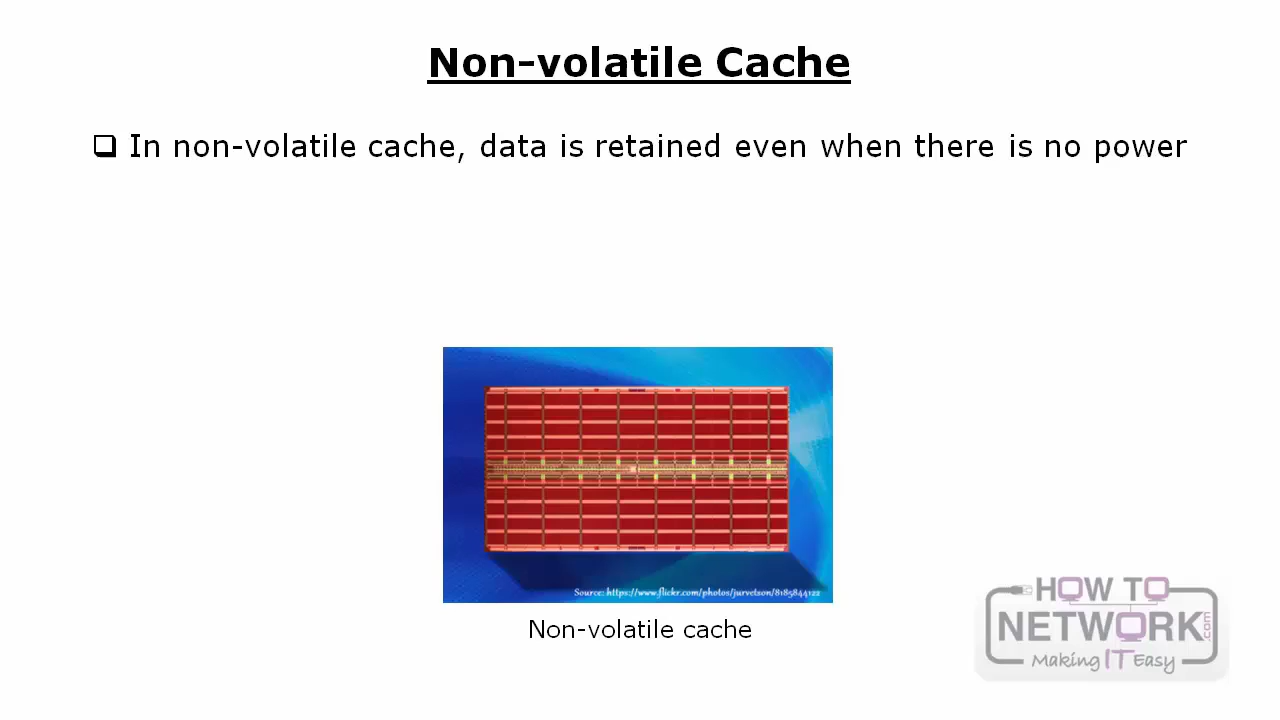 Non-volatile Cache
❑ In non-volatile cache, data is retained even when there is no power
Source: https://www.flickr.com/photos/jurvetson/8185844122
Non-volatile cache
HOW TO
NETWORK.com
Making IT Easy